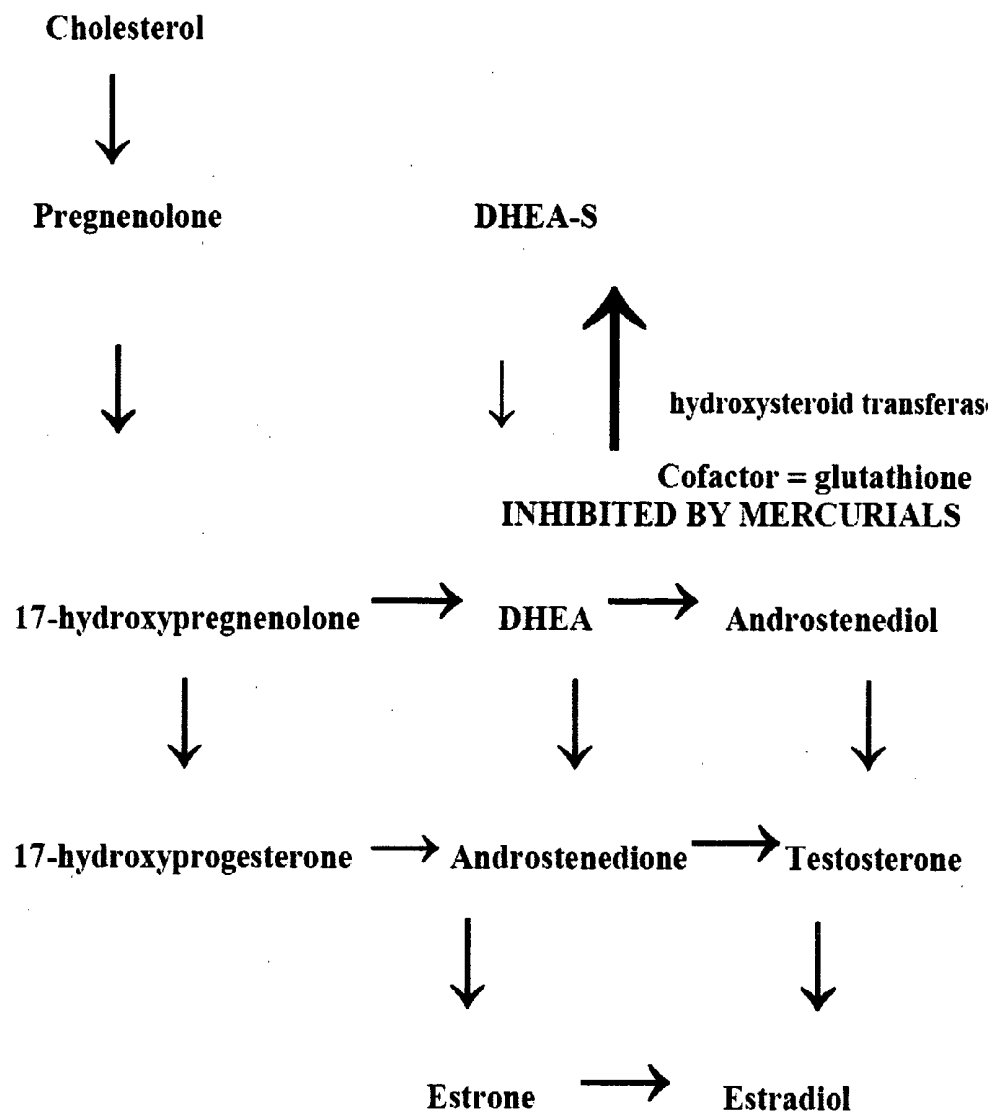 Cholesterol
Pregnenolone
DHEA-S
hydroxysteroid transferas
Cofactor = glutathione
INHIBITED BY MERCURIALS
17-hydroxypregnenolone
DHEA
Androstenediol
17-hydroxyprogesterone
Androstenedione
Testosterone
Estrone
Estradiol